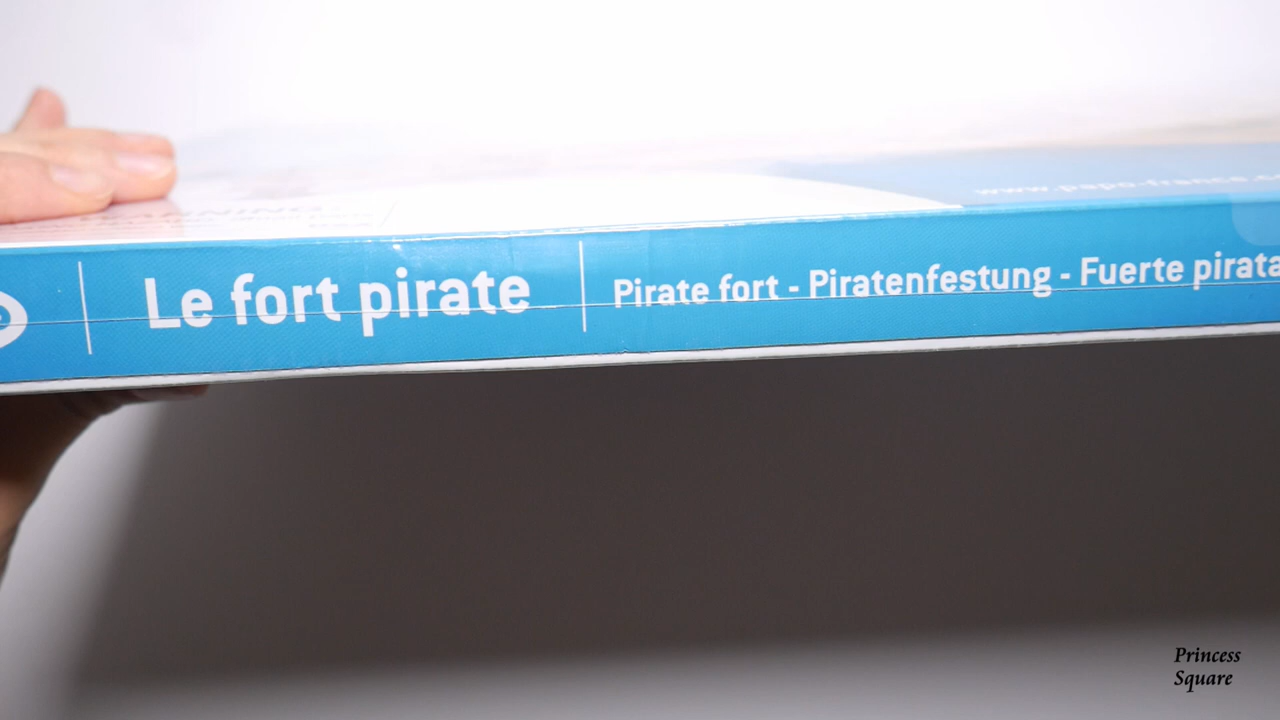 Le fort pirate
Pirate fort - Piratenfestung - Fuerte pirata
Princess
Square